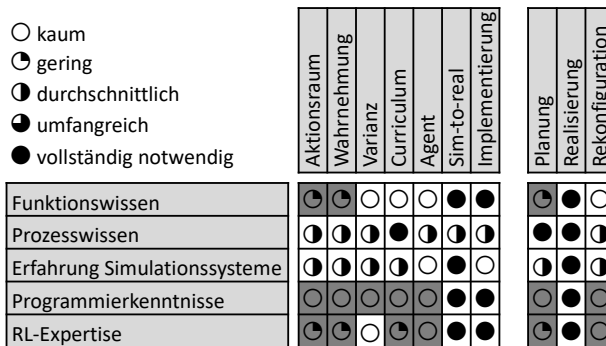 kaum
gering
durchschnittlich
umfangreich
vollständig notwendig
Aktionsraum
Wahrnehmung
Varianz
Curriculum
Agent
Sim-to-real
Implementierung
Planung
Realisierung
Rekonfiguration
Funktionswissen
Prozesswissen
Erfahrung Simulationssysteme
Programmierkenntnisse
RL-Expertise